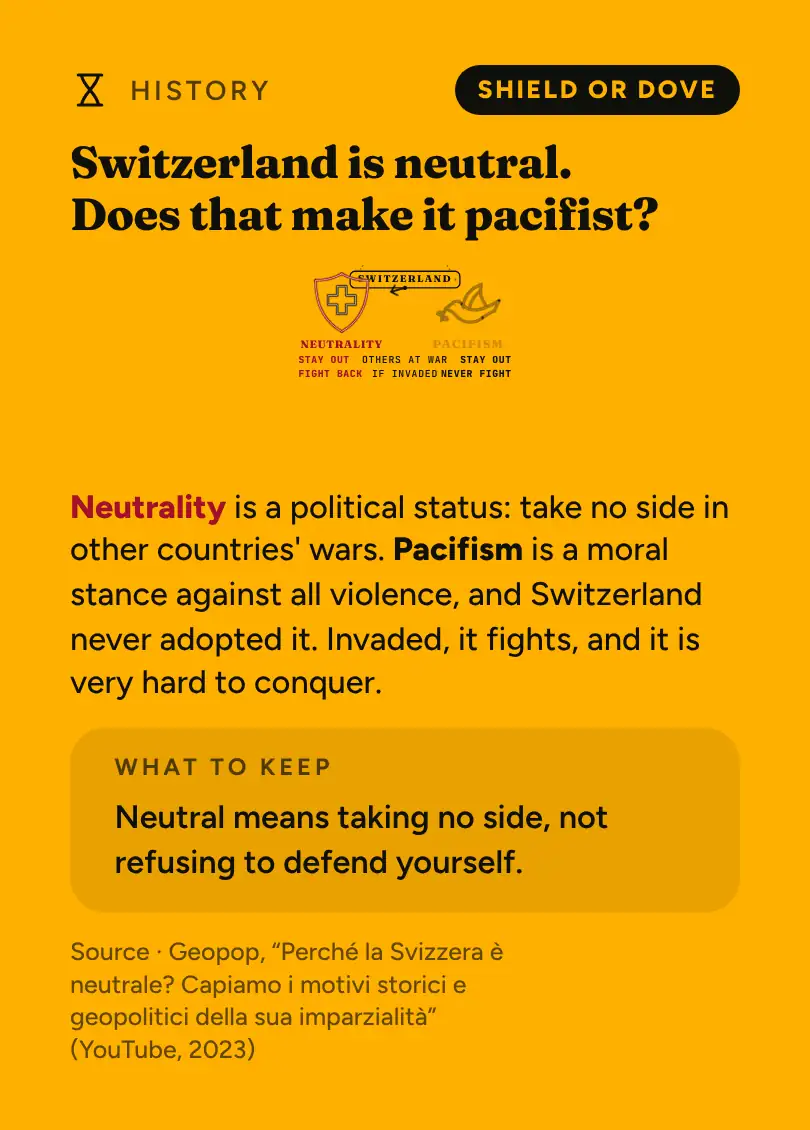 HISTORY
SHIELD OR DOVE
Switzerland is neutral.
Does that make it pacifist?
SWITZERLAND
NEUTRALITY
PACIFISM
STAY OUT OTHERS AT WAR STAY OUT
FIGHT BACK IF INVADED NEVER FIGHT
Neutrality is a political status: take no side in
other countries' wars. Pacifism is a moral
stance against all violence, and Switzerland
never adopted it. Invaded, it fights, and it is
very hard to conquer.
WHAT TO KEEP
Neutral means taking no side, not
refusing to defend yourself.
Source · Geopop, “Perché la Svizzera è
neutrale? Capiamo i motivi storici e
geopolitici della sua imparzialità”
(YouTube, 2023)